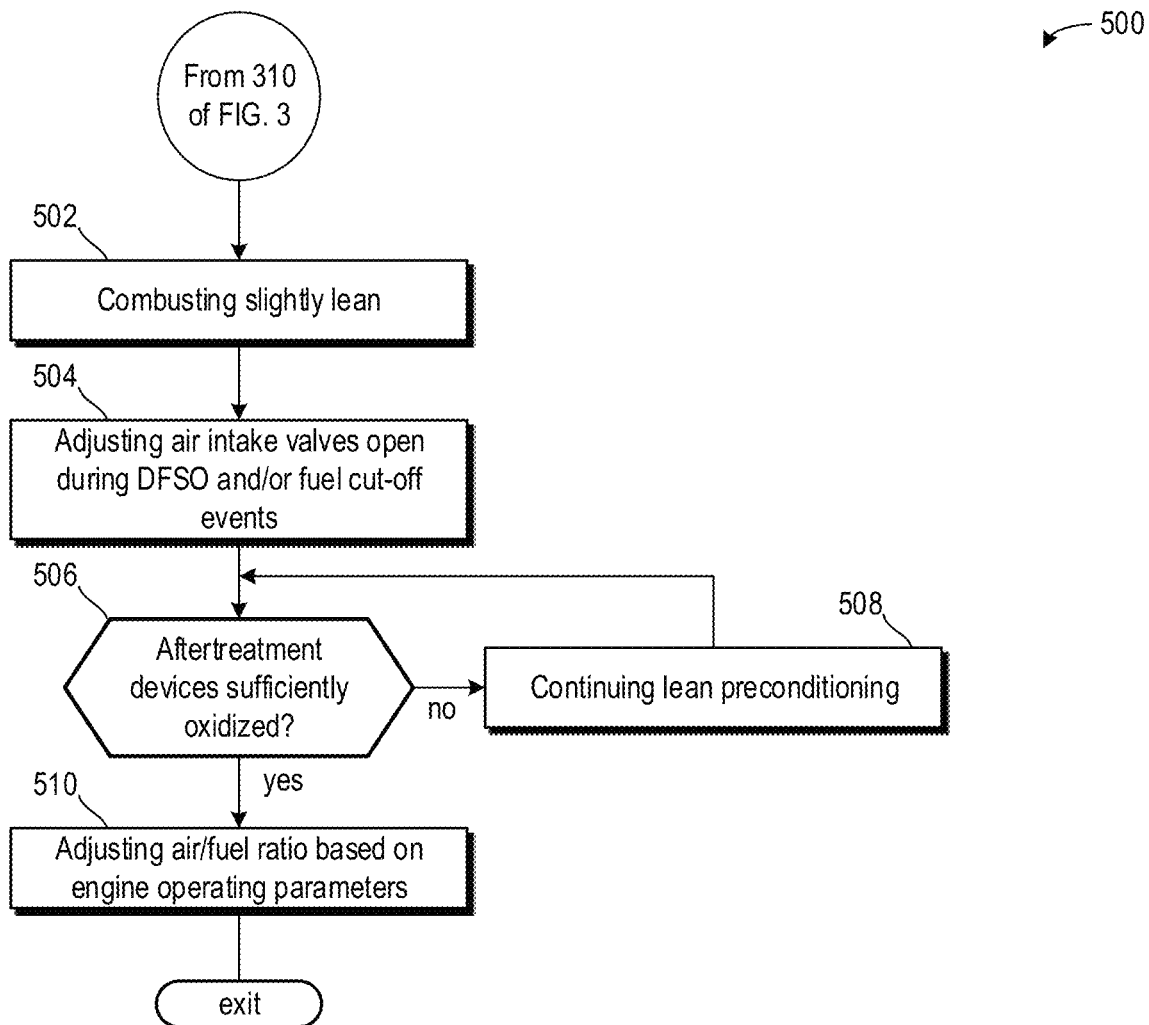 500
From 310
of FIG. 3
502
Combusting slightly lean
504
Adjusting air intake valves open
during DFSO and/or fuel cut-off
events
506
Aftertreatment
devices sufficiently
oxidized?
no
508
Continuing lean preconditioning
yes
510
Adjusting air/fuel ratio based on
engine operating parameters
exit